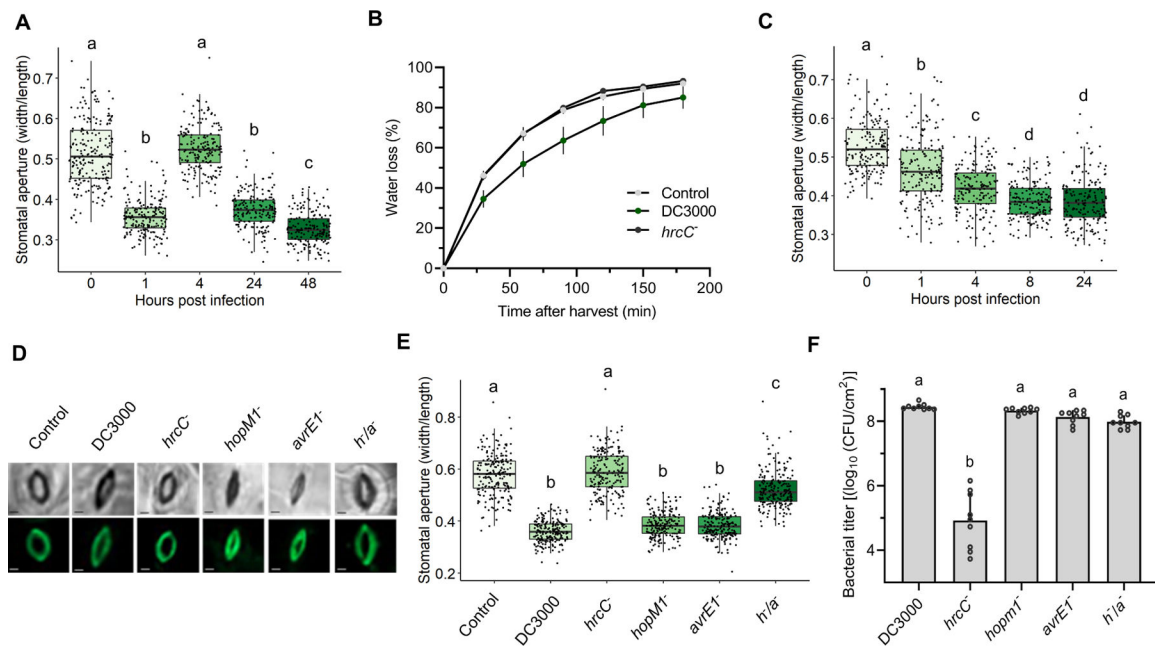 A
Stomatal aperture (width/length)
0.7
0.6
0.5
0.4
0.3
a
b
a
b
c
0
1
4
24
48
Hours post infection
B
Water loss (%)
100
80
60
40
20
0
Control
DC3000
hrcC-
0
50
100
150
200
Time after harvest (min)
C
Stomatal aperture (width/length)
0.8
0.7
0.6
0.5
0.4
0.3
a
b
c
d
d
0
1
4
8
24
Hours post infection
D
Control
DC3000
hrcC-
hopM1-
avrE1-
h-/a-
E
Stomatal aperture (width/length)
0.8
0.6
0.4
0.2
a
b
a
b
b
c
Control
DC3000
hrcC-
hopM1-
avrE1-
h-/a-
F
Bacterial titer [(log10 (CFU/cm2)]
8
6
4
a
b
a
a
a
DC3000
hrcC-
hopm1-
avrE1-
h-/a-